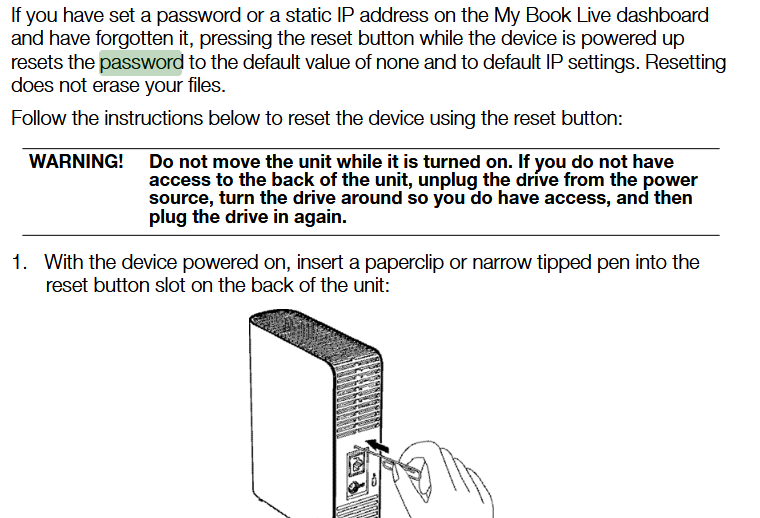 If you have set a password or a static IP address on the My Book Live dashboard
and have forgotten it, pressing the reset button while the device is powered up
resets the password to the default value of none and to default IP settings. Resetting
does not erase your files.
Follow the instructions below to reset the device using the reset button:
WARNING! Do not move the unit while it is turned on. If you do not have
access to the back of the unit, unplug the drive from the power
source, turn the drive around so you do have access, and then
plug the drive in again.
1. With the device powered on, insert a paperclip or narrow tipped pen into the
reset button slot on the back of the unit: